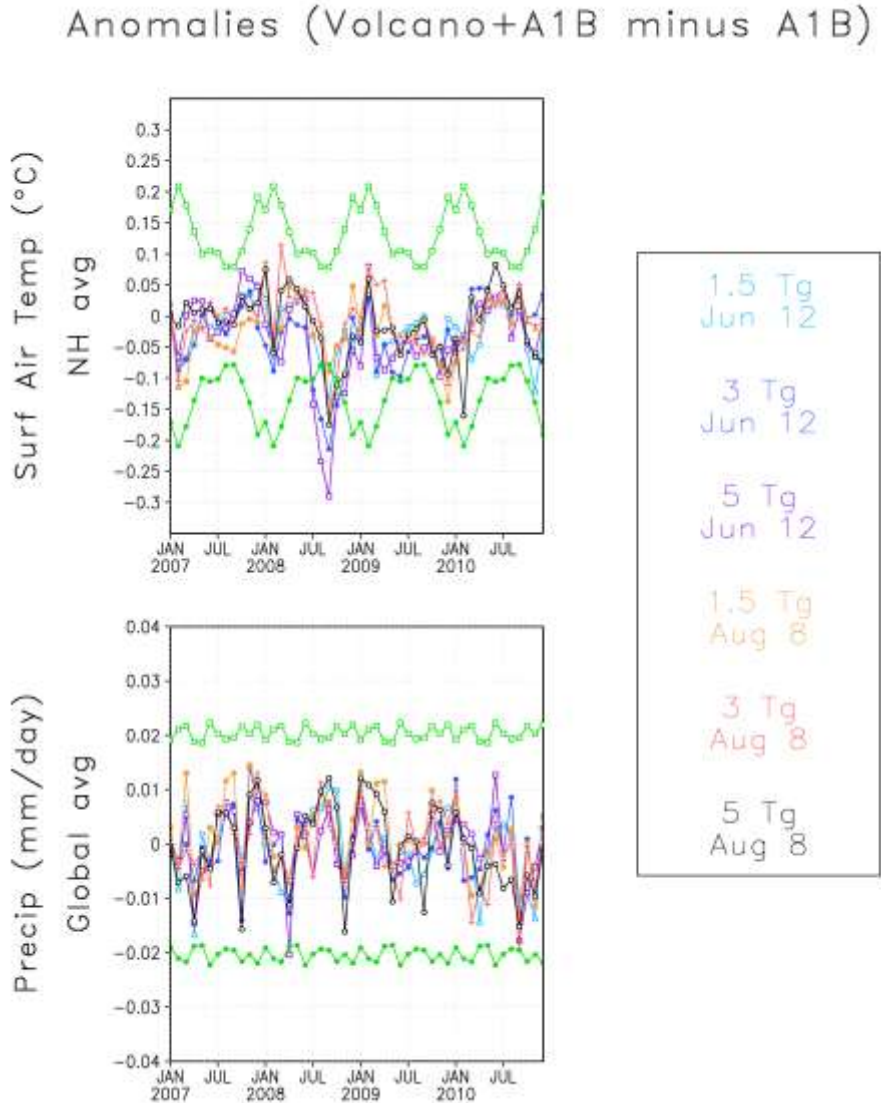 Anomalies (Volcano+A1B minus A1B)
Surf Air Temp (°C)
NH avg
0.3
0.25
0.2
0.15
0.1
0.05
0
−0.05
−0.1
−0.15
−0.2
−0.25
−0.3
JAN JUL JAN JUL JAN JUL JAN JUL
2007 2008 2009 2010
Precip (mm/day)
Global avg
0.04
0.03
0.02
0.01
0
−0.01
−0.02
−0.03
−0.04
JAN JUL JAN JUL JAN JUL JAN JUL
2007 2008 2009 2010
1.5 Tg
Jun 12
3 Tg
Jun 12
5 Tg
Jun 12
1.5 Tg
Aug 8
3 Tg
Aug 8
5 Tg
Aug 8